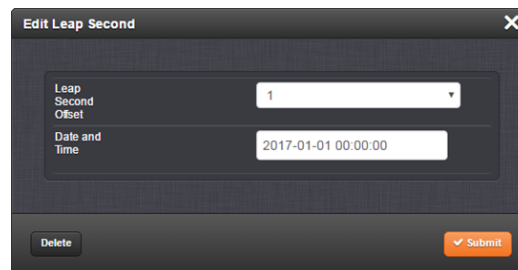 Edit Leap Second
Leap
Second
Offset
1
Date and
Time
2017-01-01 00:00:00
Delete
Submit